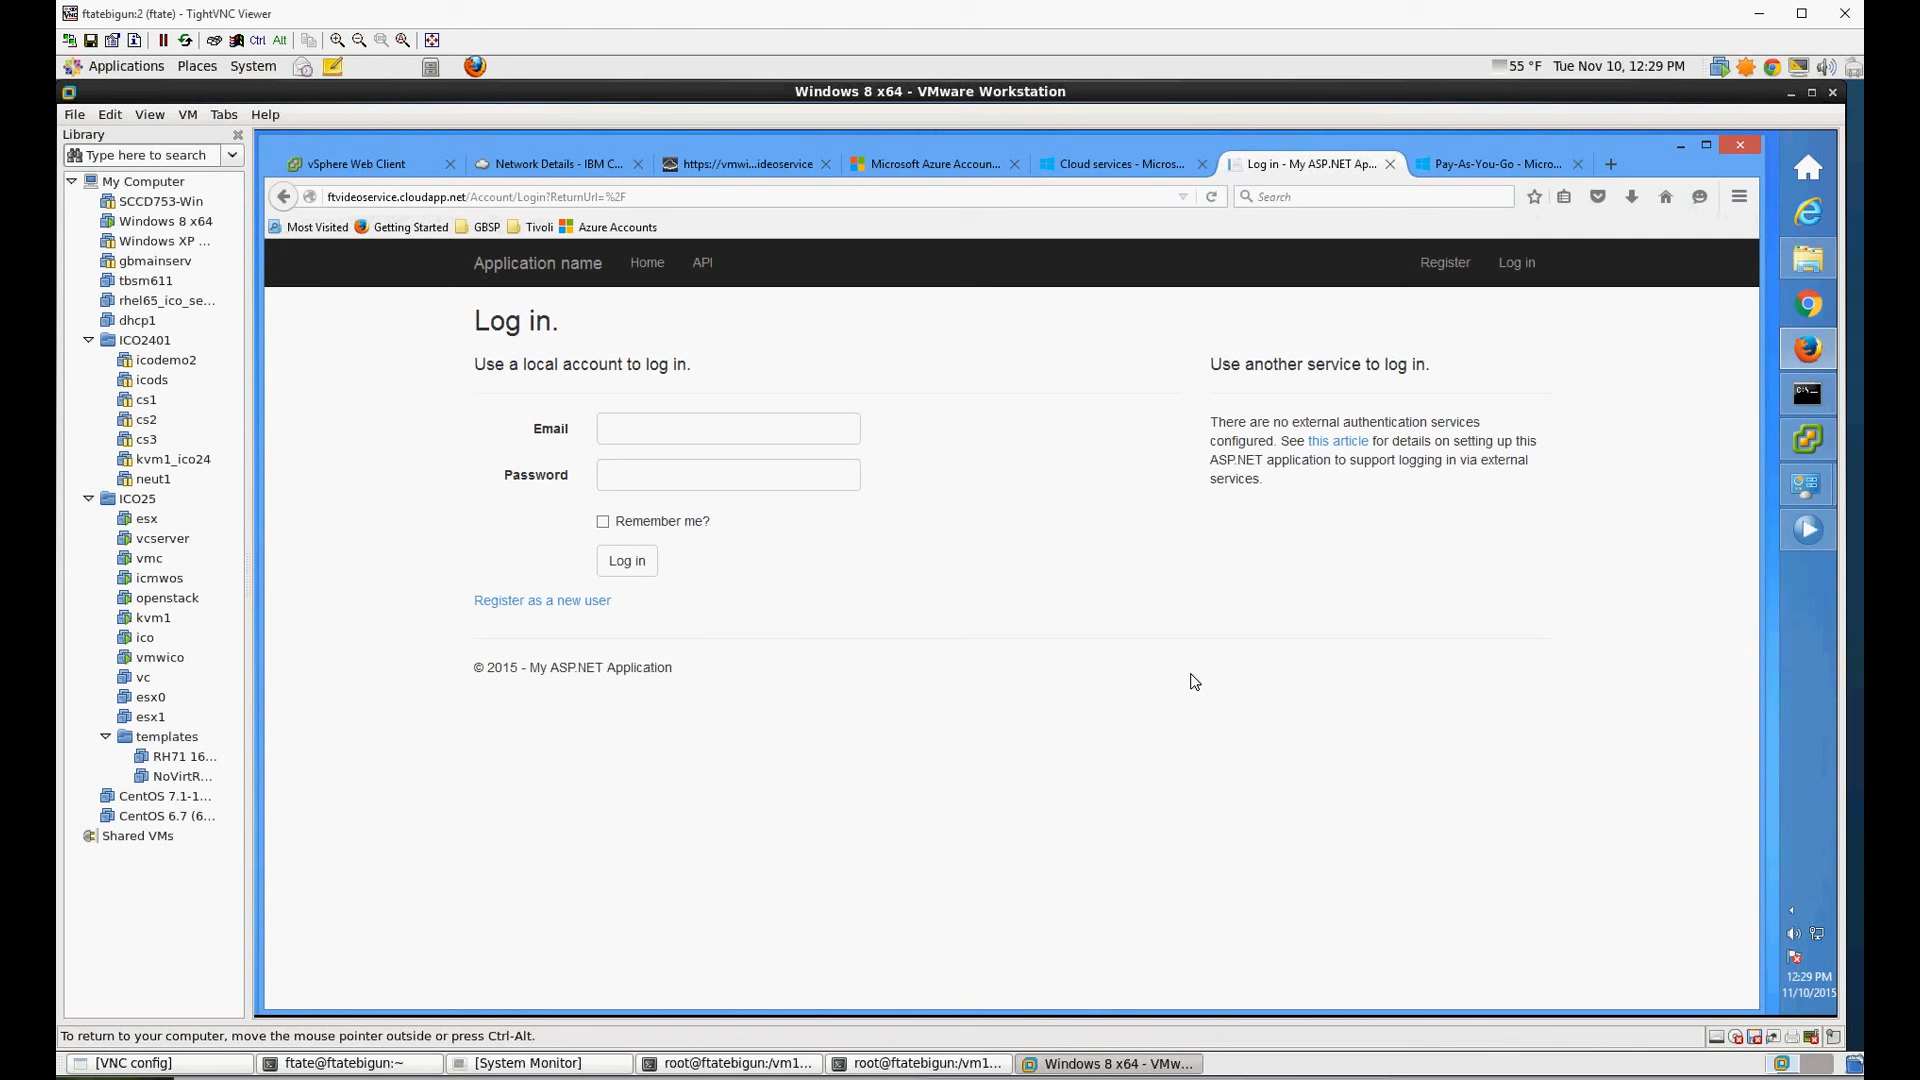 ftatebigun:2 (ftate) - TightVNC Viewer
Ctrl Alt
Applications Places System
55 °F Tue Nov 10, 12:29 PM
Windows 8 x64 - VMware Workstation
File Edit View VM Tabs Help
Library
Type here to search
My Computer
SCCD753-Win
Windows 8 x64
Windows XP ...
gbmainserv
tbsm611
rhel65_ico_se...
dhcp1
ICO2401
icodemo2
icods
cs1
cs2
cs3
kvm1_ico24
neut1
ICO25
esx
vcserver
vmc
icmwos
openstack
kvm1
ico
vmwico
vc
esx0
esx1
templates
RH71 16...
NoVirtR...
CentOS 7.1-1...
CentOS 6.7 (6...
Shared VMs
vSphere Web Client
Network Details - IBM C...
https://vmwi...ideoservice
Microsoft Azure Accoun...
Cloud services - Micros...
Log in - My ASP.NET Ap...
Pay-As-You-Go - Micro...
ftvideoservice.cloudapp.net/Account/Login?ReturnUrl=%2F
Search
Most Visited Getting Started GBSP Tivoli Azure Accounts
Application name Home API Register Log in
Log in.
Use a local account to log in.
Email
Password
Remember me?
Log in
Register as a new user
© 2015 - My ASP.NET Application
Use another service to log in.
There are no external authentication services
configured. See this article for details on setting up this
ASP.NET application to support logging in via external
services.
12:29 PM
11/10/2015
To return to your computer, move the mouse pointer outside or press Ctrl-Alt.
[VNC config]
ftate@ftatebigun:~
[System Monitor]
root@ftatebigun:/vm1...
root@ftatebigun:/vm1...
Windows 8 x64 - VMw...